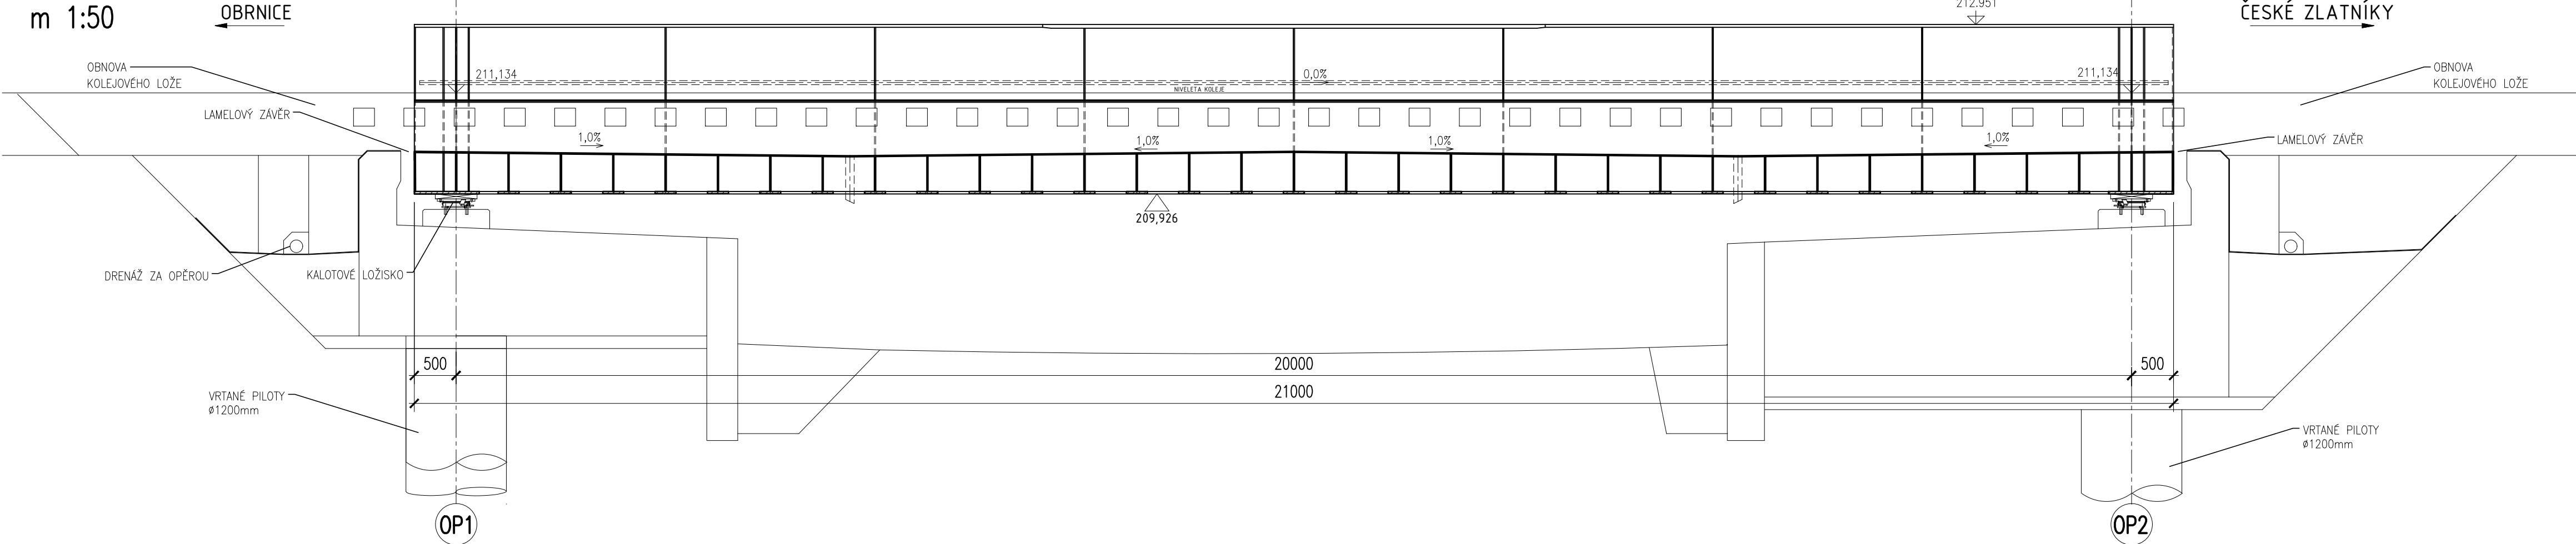 m 1:50
OBRNICE
212.951
ČESKÉ ZLATNÍKY
OBNOVA
KOLEJOVÉHO LOŽE
211,134
0,0%
211,134
OBNOVA
KOLEJOVÉHO LOŽE
NIVELETA KOLEJE
LAMELOVÝ ZÁVĚR
1,0%
1,0%
1,0%
1,0%
LAMELOVÝ ZÁVĚR
209,926
DRENÁŽ ZA OPĚROU
KALOTOVÉ LOŽISKO
500
20000
500
21000
VRTANÉ PILOTY
ø1200mm
VRTANÉ PILOTY
ø1200mm
OP1
OP2